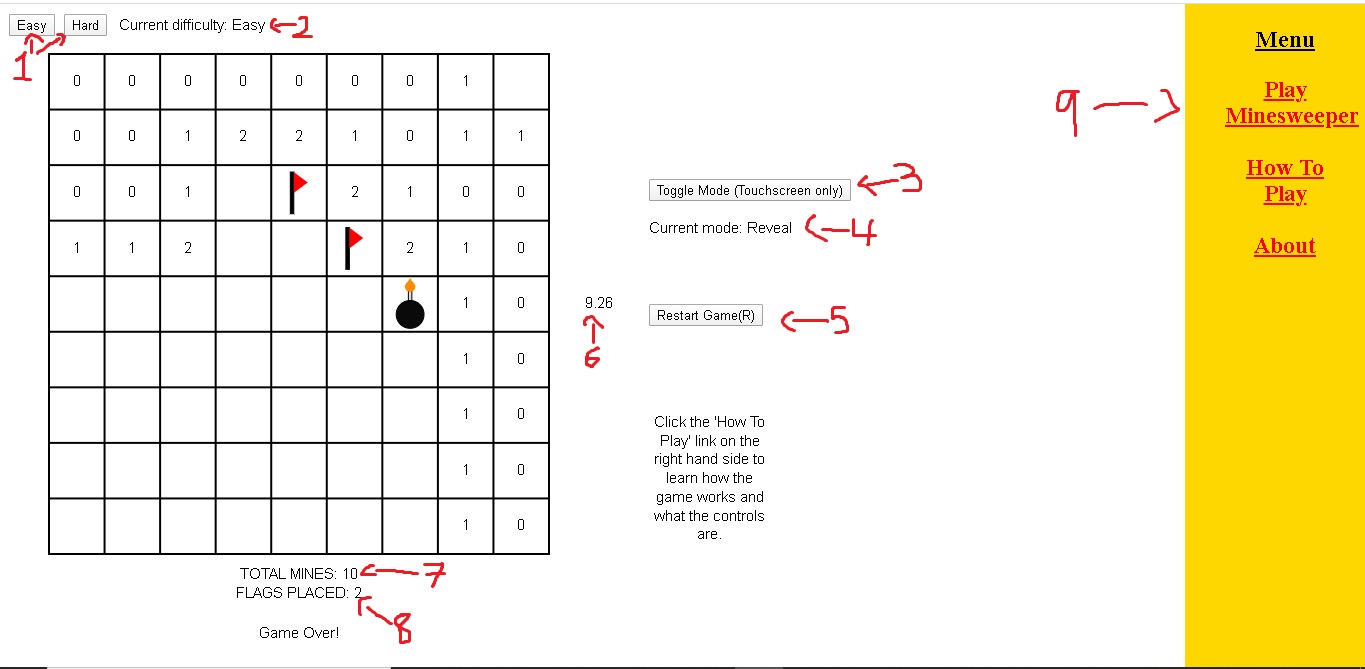 Easy Hard Current difficulty: Easy 2
1
0 0 0 0 0 0 0 1
0 0 1 2 2 1 0 1 1
0 0 1 2 1 0 0
1 1 2 2 1 0
1 0
1 0
1 0
1 0
1 0
9.26
6
Toggle Mode (Touchscreen only) 3
Current mode: Reveal 4
Restart Game(R) 5
Click the 'How To
Play' link on the
right hand side to
learn how the
game works and
what the controls
are.
TOTAL MINES: 10 7
FLAGS PLACED: 2
8
Game Over!
9
Menu
Play
Minesweeper
How To
Play
About